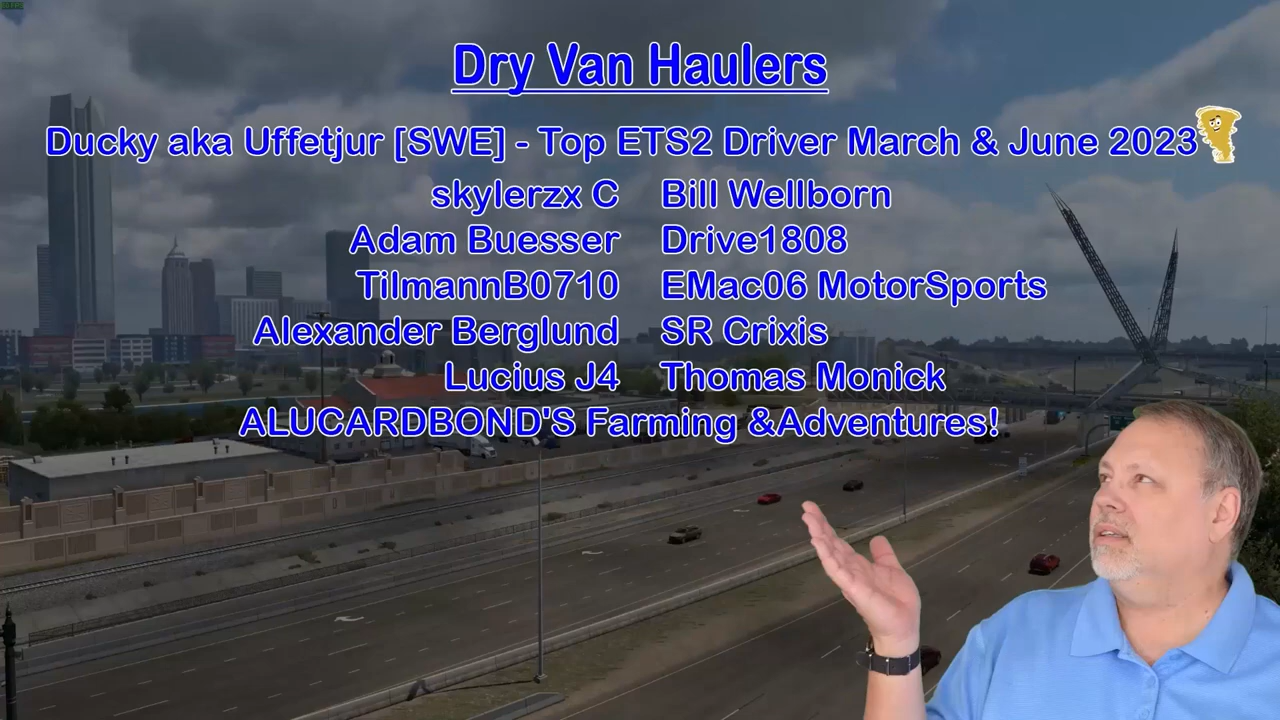 Dry Van Haulers
Ducky aka Uffetjur [SWE] - Top ETS2 Driver March & June 2023
skylerzx C Bill Wellborn
Adam Buesser Drive1808
TilmannB0710 EMac06 MotorSports
Alexander Berglund SR Crixis
Lucius J4 Thomas Monick
ALUCARDBOND'S Farming &Adventures!